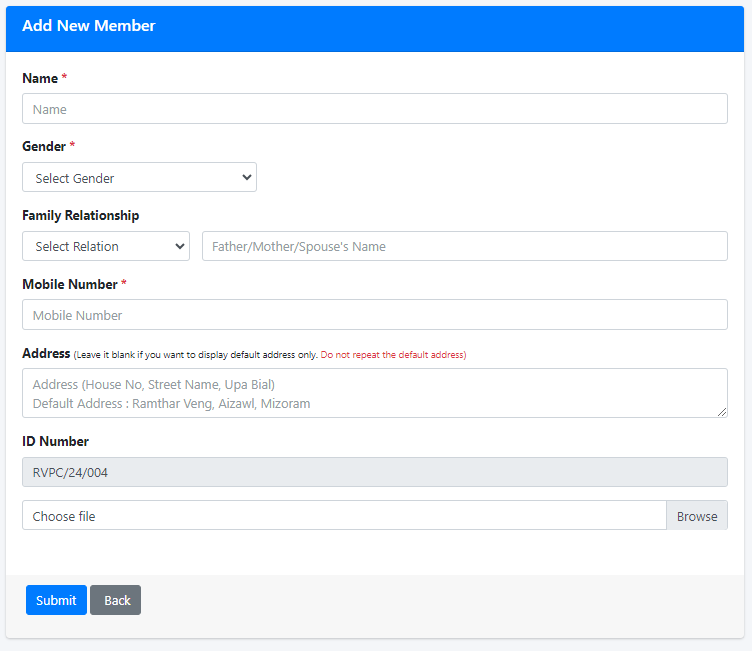 Add New Member
Name *
Name
Gender *
Select Gender
Family Relationship
Select Relation
Father/Mother/Spouse's Name
Mobile Number *
Mobile Number
Address (Leave it blank if you want to display default address only. Do not repeat the default address)
Address (House No, Street Name, Upa Bial)
Default Address : Ramthar Veng, Aizawl, Mizoram
ID Number
RVPC/24/004
Choose file
Browse
Submit
Back